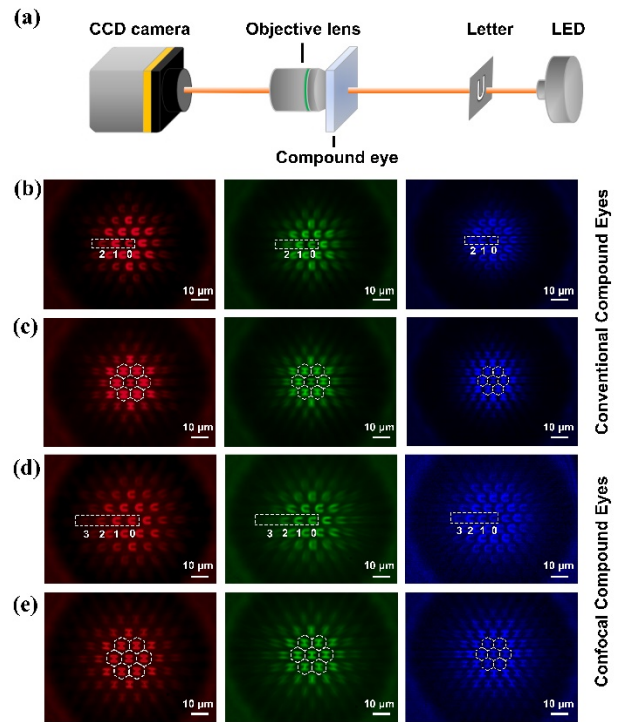 (a)
CCD camera
Objective lens
Letter
LED
U
Compound eye
(b)
2 1 0
10 μm
2 1 0
10 μm
2 1 0
10 μm
Conventional Compound Eyes
(c)
10 μm
10 μm
10 μm
(d)
3 2 1 0
10 μm
3 2 1 0
10 μm
3 2 1 0
10 μm
Confocal Compound Eyes
(e)
10 μm
10 μm
10 μm